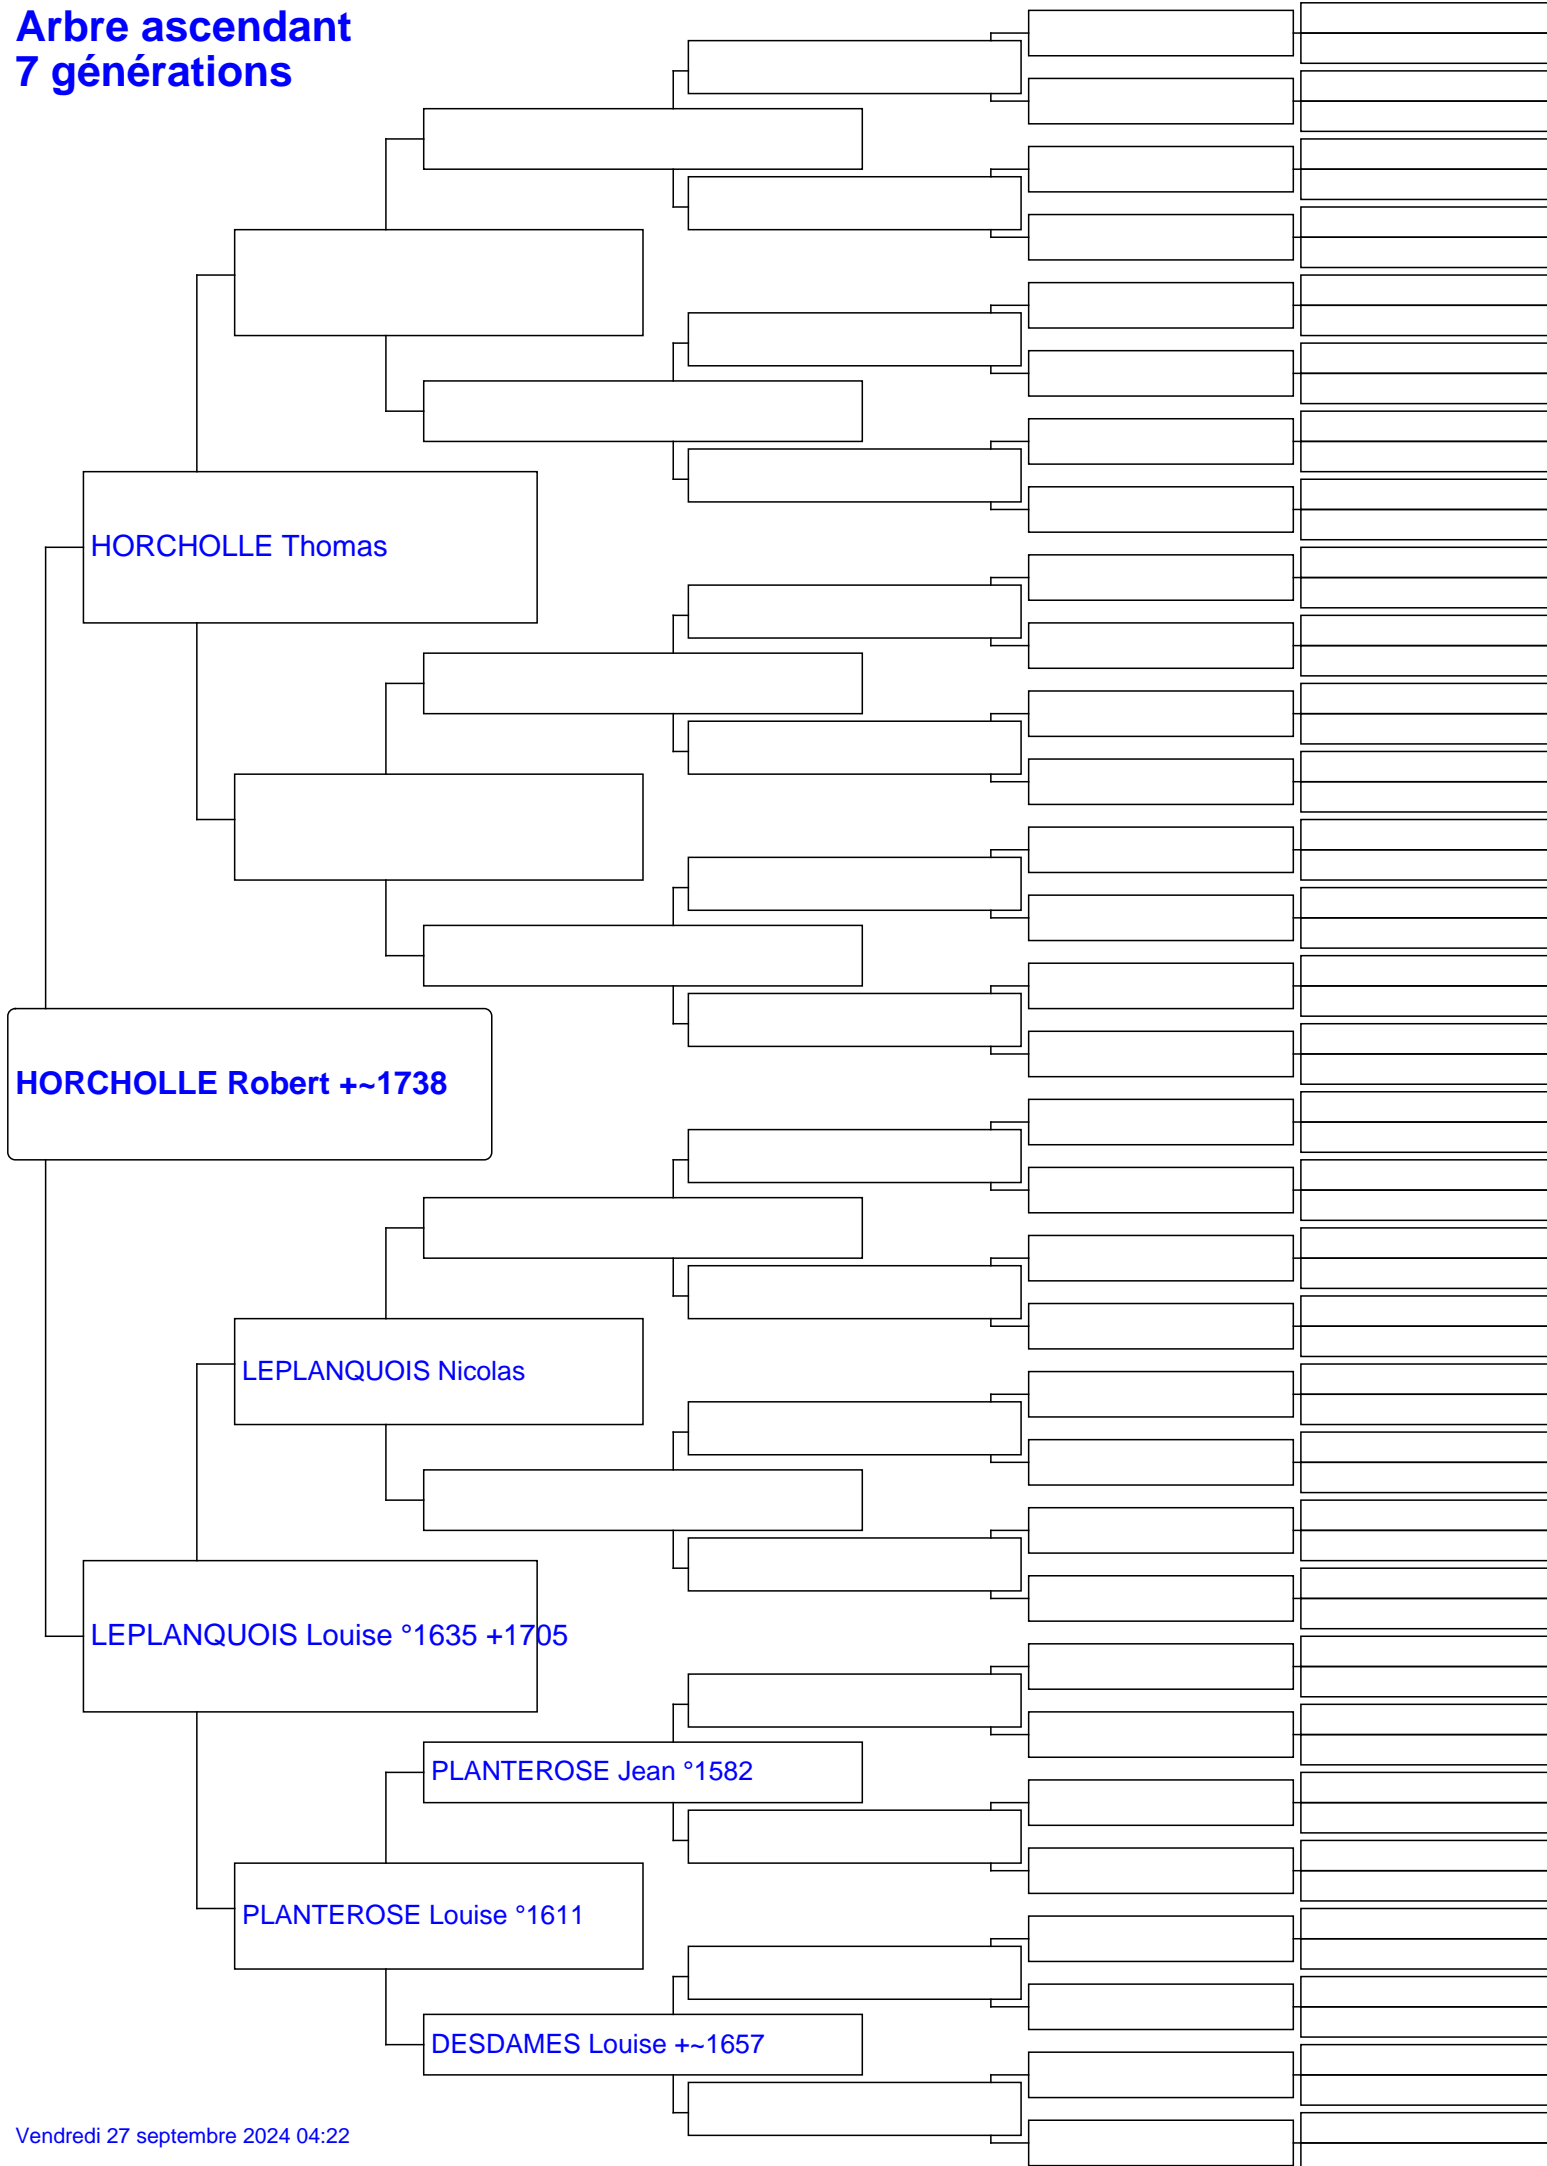 Arbre ascendant
7 générations
HORCHOLLE Thomas
HORCHOLLE Robert +~1738
LEPLANQUOIS Nicolas
LEPLANQUOIS Louise °1635 +1705
PLANTEROSE Jean °1582
PLANTEROSE Louise °1611
DESDAMES Louise +~1657
Vendredi 27 septembre 2024 04:22